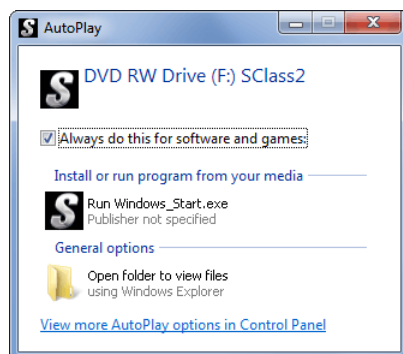 AutoPlay
DVD RW Drive (F:) SClass2
Always do this for software and games:
Install or run program from your media
Run Windows_Start.exe
Publisher not specified
General options
Open folder to view files
using Windows Explorer
View more AutoPlay options in Control Panel